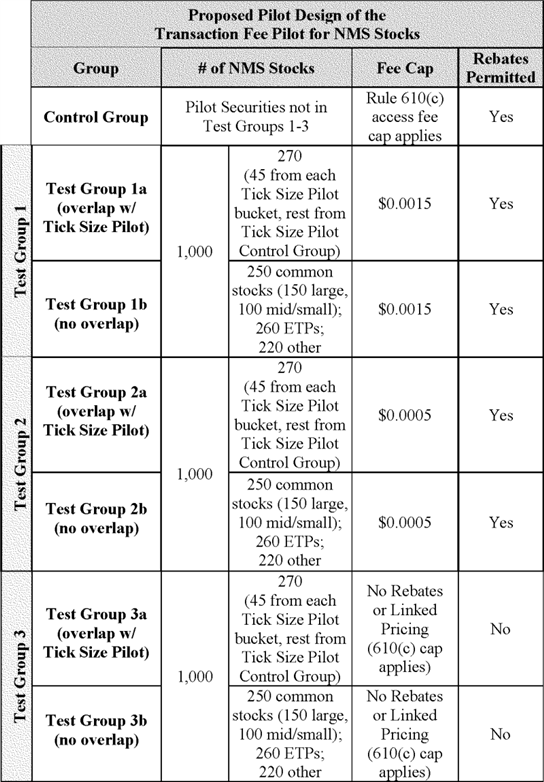 Proposed Pilot Design of the
Transaction Fee Pilot for NMS Stocks
Group
# of NMS Stocks
Fee Cap
Rebates
Permitted
Control Group
Pilot Securities not in
Test Groups 1-3
Rule 610(c)
access fee
cap applies
Yes
Test Group 1
Test Group 1a
(overlap w/
Tick Size Pilot)
1,000
270
(45 from each
Tick Size Pilot
bucket, rest from
Tick Size Pilot
Control Group)
$0.0015
Yes
Test Group 1b
(no overlap)
250 common
stocks (150 large,
100 mid/small);
260 ETPs;
220 other
$0.0015
Yes
Test Group 2
Test Group 2a
(overlap w/
Tick Size Pilot)
1,000
270
(45 from each
Tick Size Pilot
bucket, rest from
Tick Size Pilot
Control Group)
$0.0005
Yes
Test Group 2b
(no overlap)
250 common
stocks (150 large,
100 mid/small);
260 ETPs;
220 other
$0.0005
Yes
Test Group 3
Test Group 3a
(overlap w/
Tick Size Pilot)
1,000
270
(45 from each
Tick Size Pilot
bucket, rest from
Tick Size Pilot
Control Group)
No Rebates
or Linked
Pricing
(610(c) cap
applies)
No
Test Group 3b
(no overlap)
250 common
stocks (150 large,
100 mid/small);
260 ETPs;
220 other
No Rebates
or Linked
Pricing
(610(c) cap
applies)
No